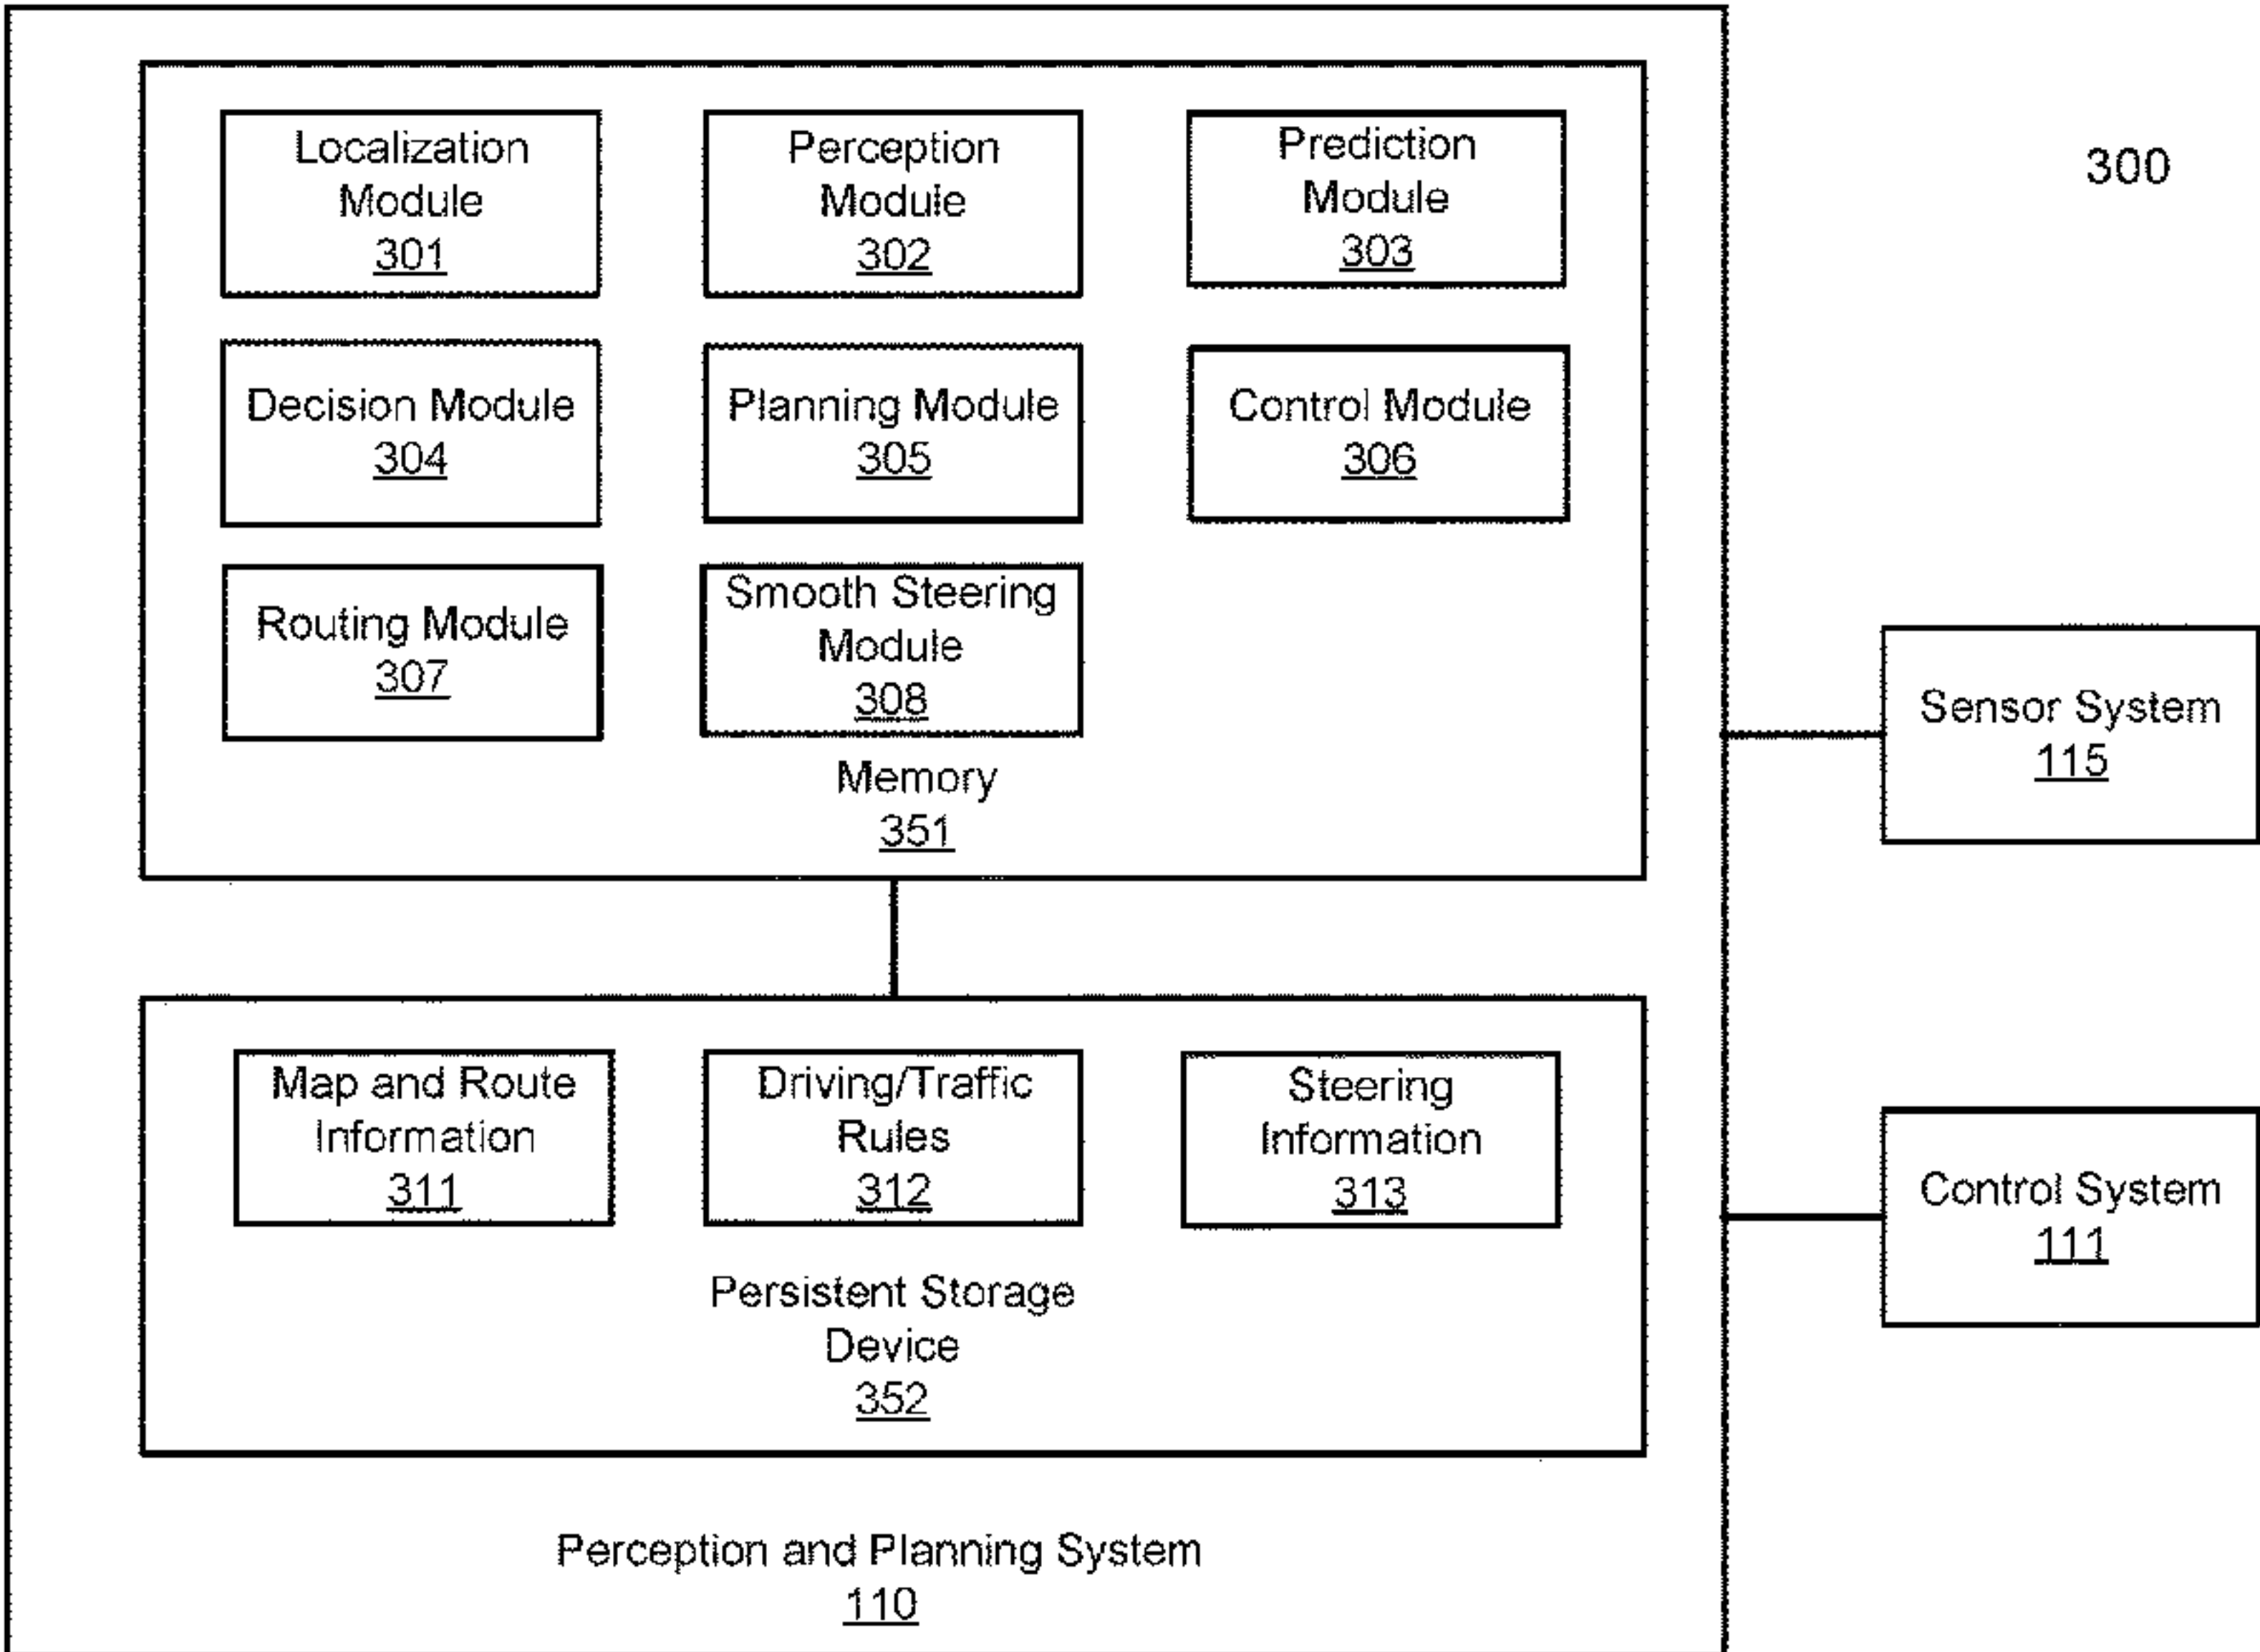 Localization
Module
301
Perception
Module
302
Prediction
Module
303
300
Decision Module
304
Planning Module
305
Control Module
306
Routing Module
307
Smooth Steering
Module
308
Memory
351
Sensor System
115
Map and Route
Information
311
Driving/Traffic
Rules
312
Steering
Information
313
Control System
111
Persistent Storage
Device
352
Perception and Planning System
110